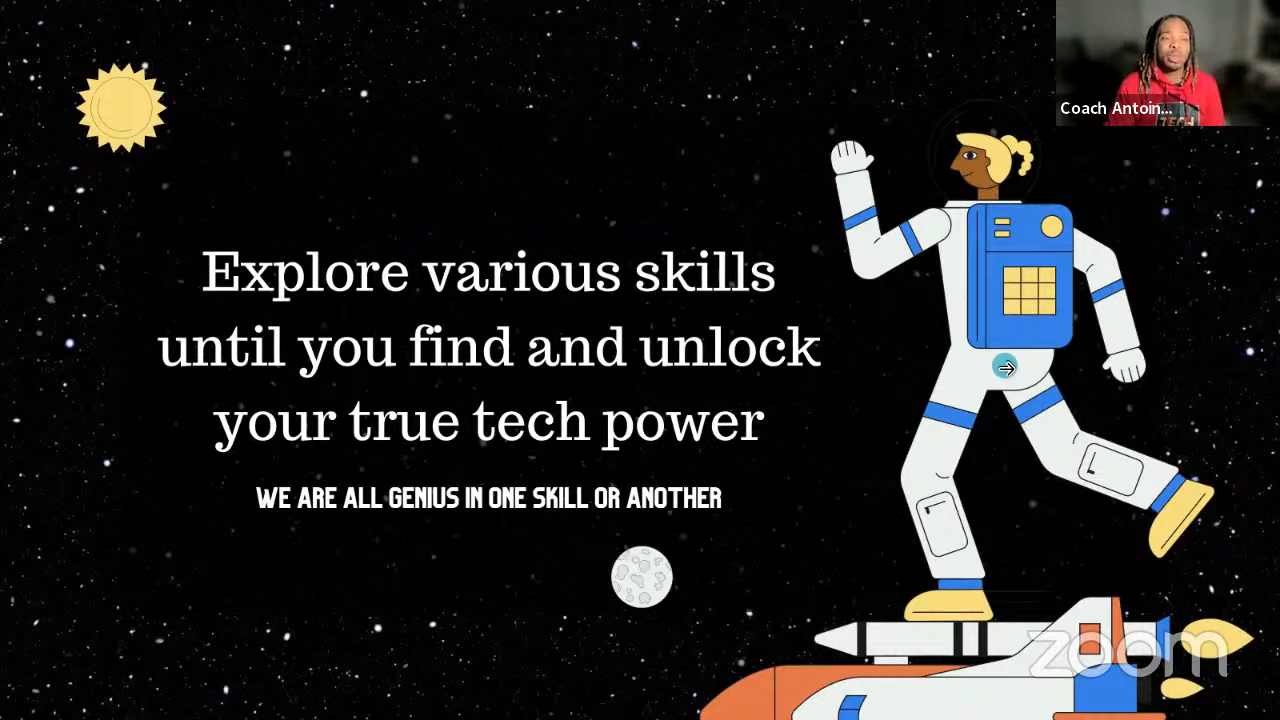 Coach Antoin...
Explore various skills
until you find and unlock
your true tech power
WE ARE ALL GENIUS IN ONE SKILL OR ANOTHER
TECH
zoom